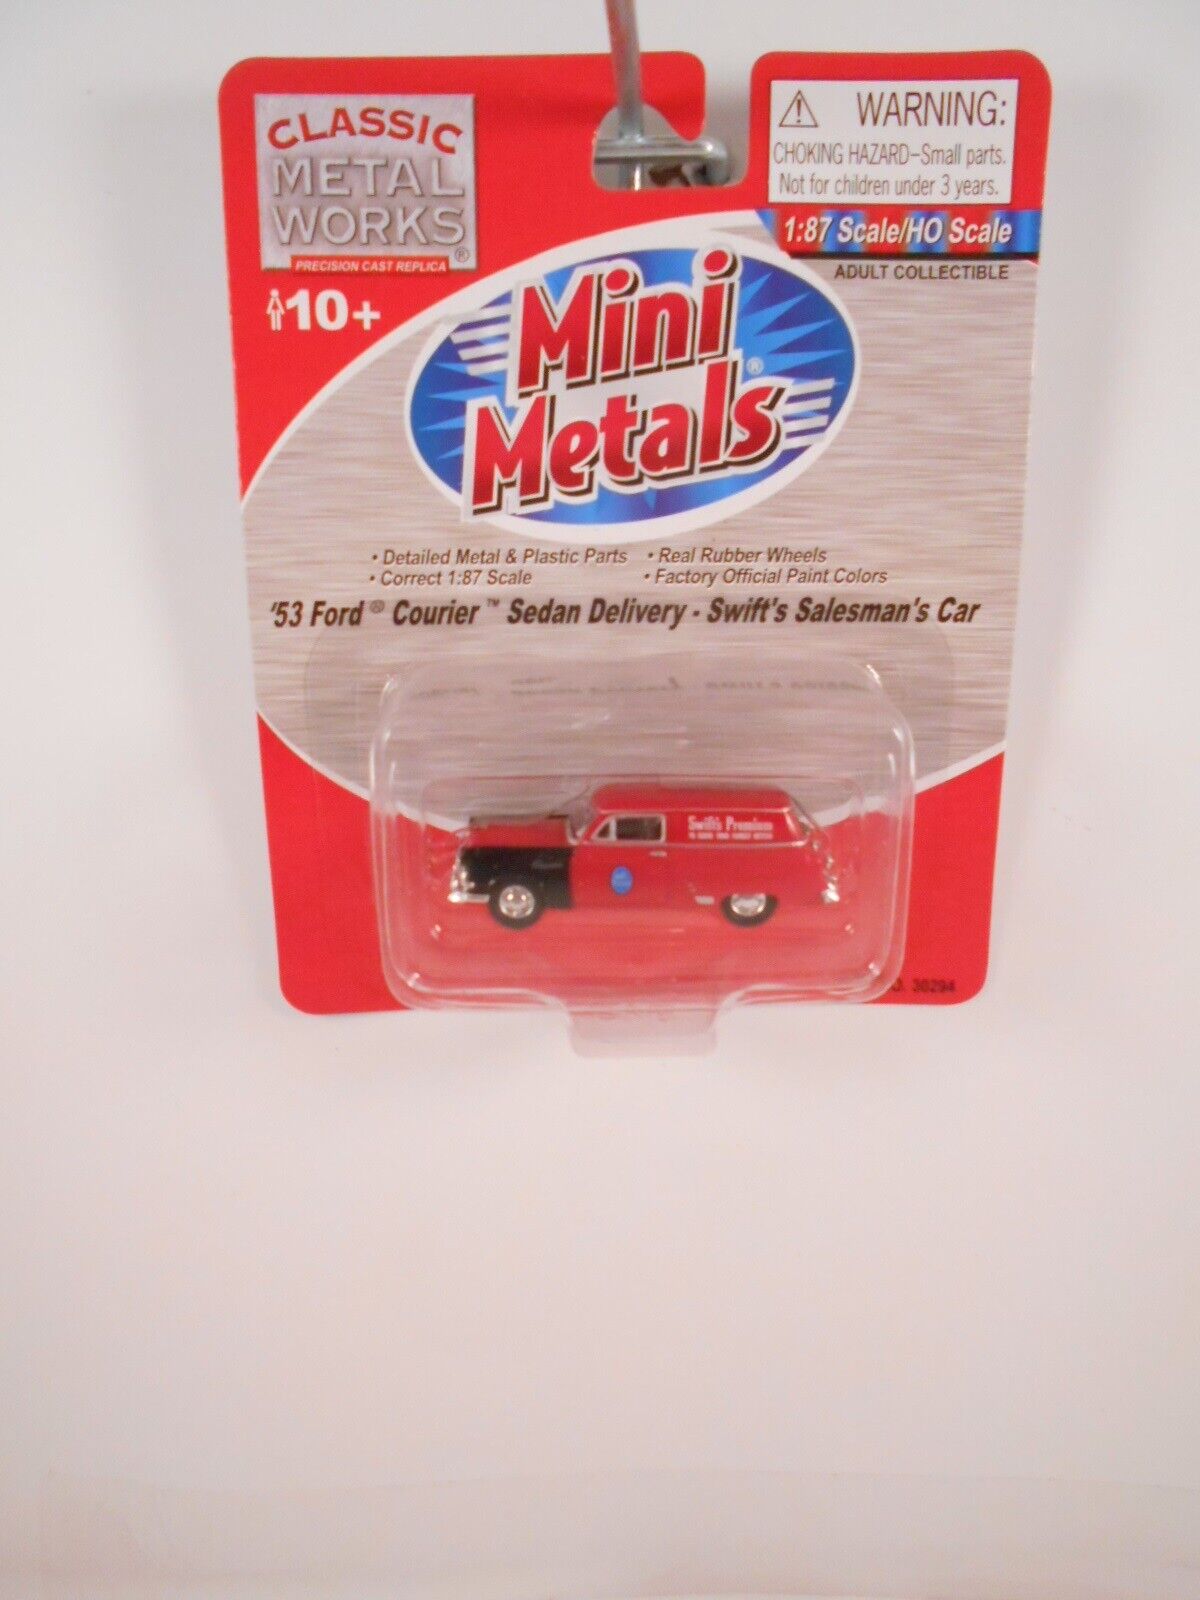 CLASSIC
METAL
WORKS®
PRECISION CAST REPLICA
10+
WARNING:
CHOKING HAZARD-Small parts.
Not for children under 3 years.
1:87 Scale/HO Scale
ADULT COLLECTIBLE
Mini
Metals®
• Detailed Metal & Plastic Parts • Real Rubber Wheels
• Correct 1:87 Scale • Factory Official Paint Colors
'53 Ford® Courier™ Sedan Delivery - Swift's Salesman's Car
Swift's Premium
30294